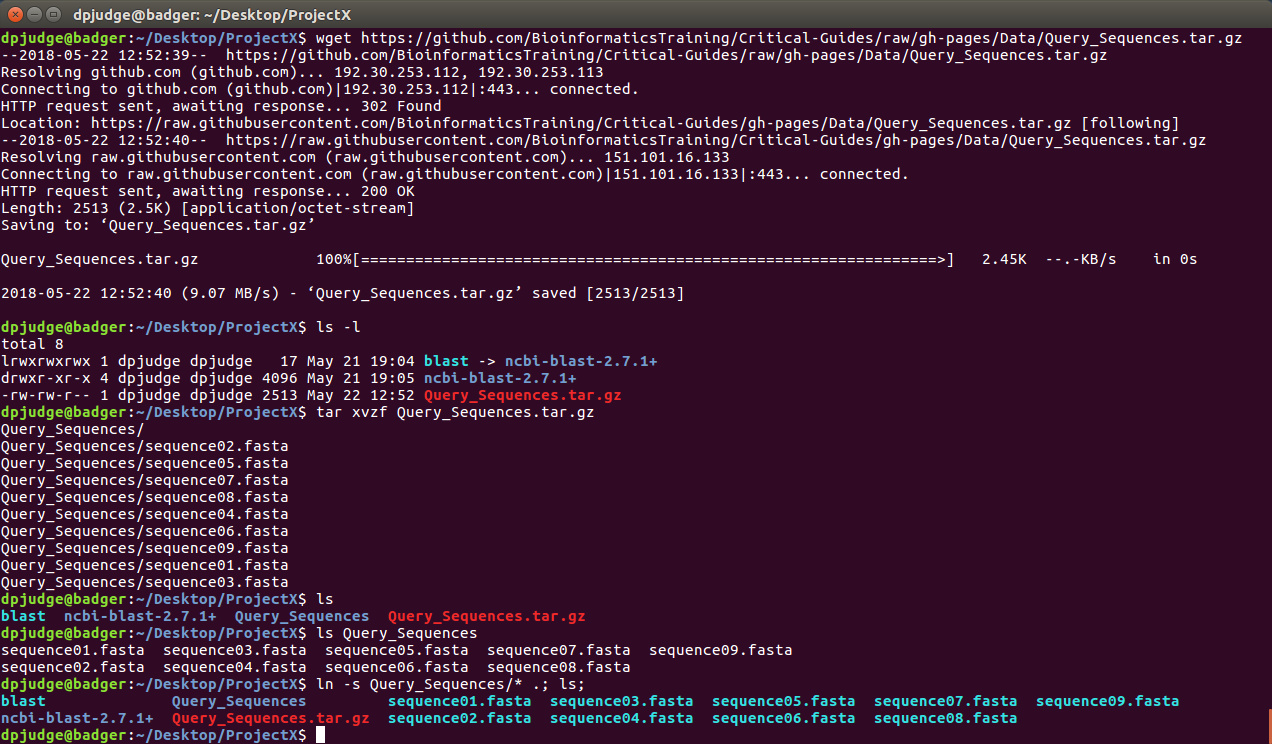 dpjudge@badger: ~/Desktop/ProjectX
dpjudge@badger:~/Desktop/ProjectX$ wget https://github.com/BioinformaticsTraining/Critical-Guides/raw/gh-pages/Data/Query_Sequences.tar.gz
--2018-05-22 12:52:39--  https://github.com/BioinformaticsTraining/Critical-Guides/raw/gh-pages/Data/Query_Sequences.tar.gz
Resolving github.com (github.com)... 192.30.253.112, 192.30.253.113
Connecting to github.com (github.com)|192.30.253.112|:443... connected.
HTTP request sent, awaiting response... 302 Found
Location: https://raw.githubusercontent.com/BioinformaticsTraining/Critical-Guides/gh-pages/Data/Query_Sequences.tar.gz [following]
--2018-05-22 12:52:40--  https://raw.githubusercontent.com/BioinformaticsTraining/Critical-Guides/gh-pages/Data/Query_Sequences.tar.gz
Resolving raw.githubusercontent.com (raw.githubusercontent.com)... 151.101.16.133
Connecting to raw.githubusercontent.com (raw.githubusercontent.com)|151.101.16.133|:443... connected.
HTTP request sent, awaiting response... 200 OK
Length: 2513 (2.5K) [application/octet-stream]
Saving to: ‘Query_Sequences.tar.gz’
Query_Sequences.tar.gz             100%[================================================================>]   2.45K  --.-KB/s    in 0s
2018-05-22 12:52:40 (9.07 MB/s) - ‘Query_Sequences.tar.gz’ saved [2513/2513]
dpjudge@badger:~/Desktop/ProjectX$ ls -l
total 8
lrwxrwxrwx 1 dpjudge dpjudge   17 May 21 19:04 blast -> ncbi-blast-2.7.1+
drwxr-xr-x 4 dpjudge dpjudge 4096 May 21 19:05 ncbi-blast-2.7.1+
-rw-rw-r-- 1 dpjudge dpjudge 2513 May 22 12:52 Query_Sequences.tar.gz
dpjudge@badger:~/Desktop/ProjectX$ tar xvzf Query_Sequences.tar.gz
Query_Sequences/
Query_Sequences/sequence02.fasta
Query_Sequences/sequence05.fasta
Query_Sequences/sequence07.fasta
Query_Sequences/sequence08.fasta
Query_Sequences/sequence04.fasta
Query_Sequences/sequence06.fasta
Query_Sequences/sequence09.fasta
Query_Sequences/sequence01.fasta
Query_Sequences/sequence03.fasta
dpjudge@badger:~/Desktop/ProjectX$ ls
blast  ncbi-blast-2.7.1+  Query_Sequences  Query_Sequences.tar.gz
dpjudge@badger:~/Desktop/ProjectX$ ls Query_Sequences
sequence01.fasta  sequence03.fasta  sequence05.fasta  sequence07.fasta  sequence09.fasta
sequence02.fasta  sequence04.fasta  sequence06.fasta  sequence08.fasta
dpjudge@badger:~/Desktop/ProjectX$ ln -s Query_Sequences/* .; ls;
blast              Query_Sequences         sequence01.fasta  sequence03.fasta  sequence05.fasta  sequence07.fasta  sequence09.fasta
ncbi-blast-2.7.1+  Query_Sequences.tar.gz  sequence02.fasta  sequence04.fasta  sequence06.fasta  sequence08.fasta
dpjudge@badger:~/Desktop/ProjectX$